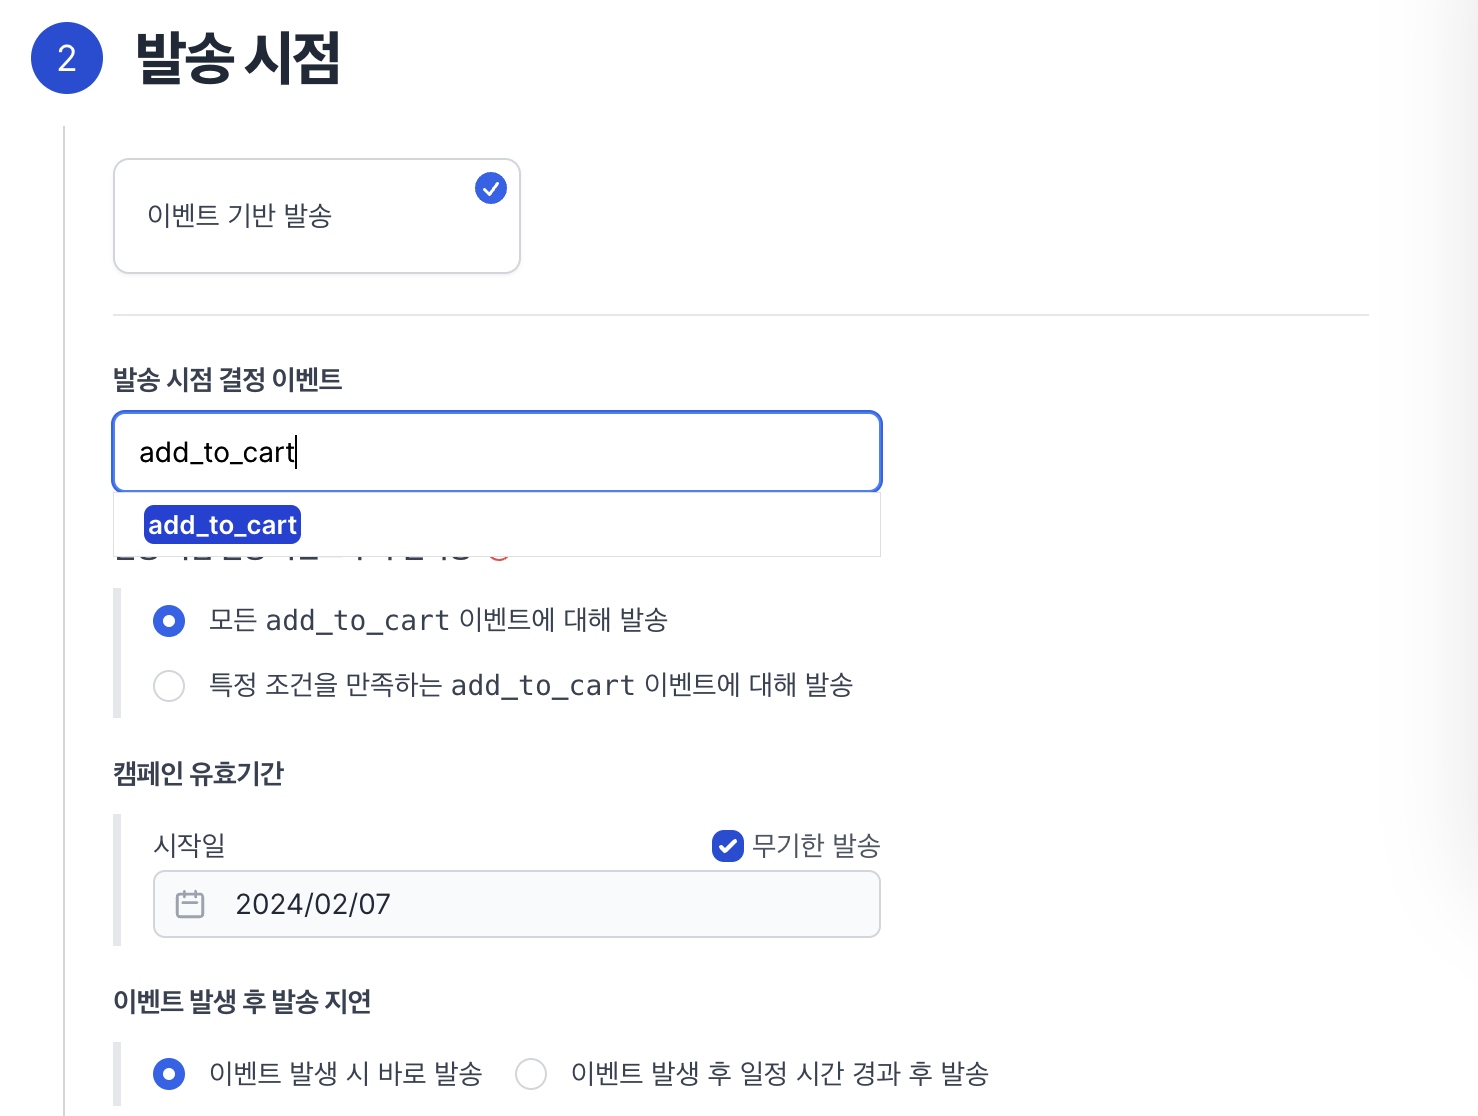 2
발송 시점
이벤트 기반 발송
발송 시점 결정 이벤트
add_to_cart
add_to_cart
모든 add_to_cart 이벤트에 대해 발송
특정 조건을 만족하는 add_to_cart 이벤트에 대해 발송
캠페인 유효기간
시작일 무기한 발송
2024/02/07
이벤트 발생 후 발송 지연
이벤트 발생 시 바로 발송 이벤트 발생 후 일정 시간 경과 후 발송